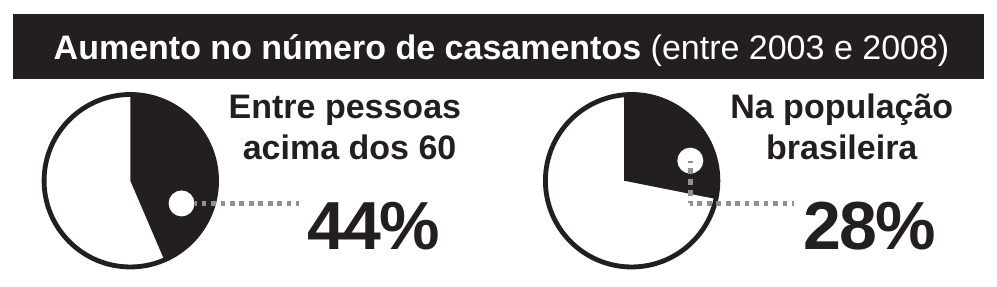 Aumento no número de casamentos (entre 2003 e 2008)
Entre pessoas
acima dos 60
44%
Na população
brasileira
28%